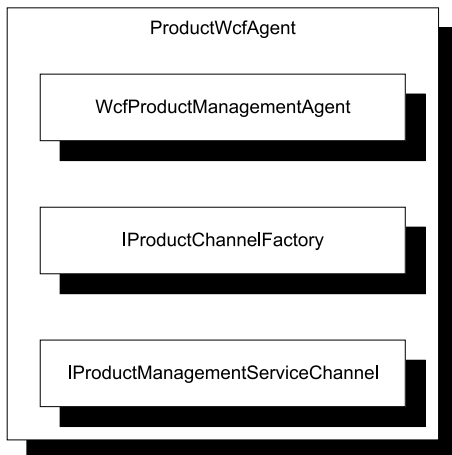 ProductWcfAgent
WcfProductManagementAgent
IProductChannelFactory
IProductManagementServiceChannel